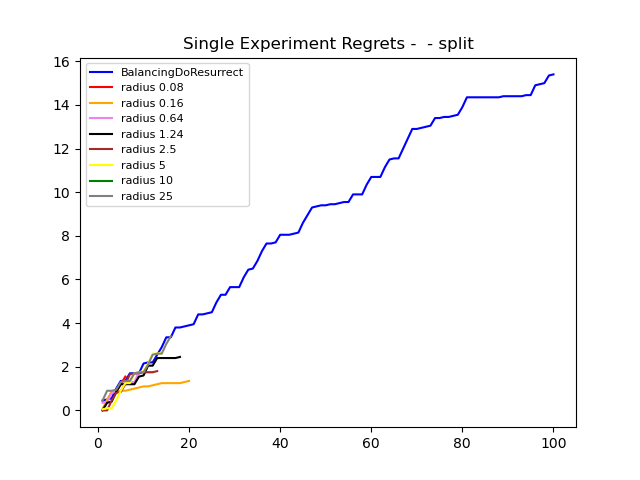 Single Experiment Regrets -  - split
16
14
12
10
8
6
4
2
0
BalancingDoResurrect
radius 0.08
radius 0.16
radius 0.64
radius 1.24
radius 2.5
radius 5
radius 10
radius 25
0 20 40 60 80 100